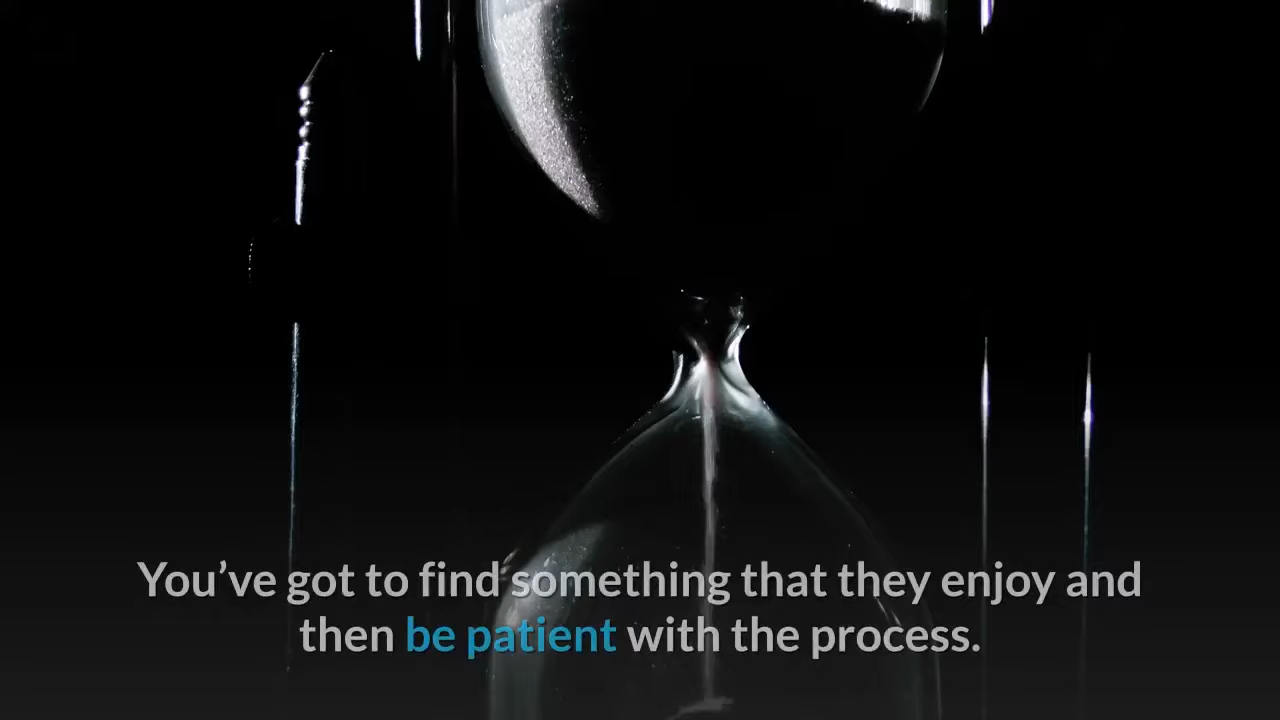 You’ve got to find something that they enjoy and
then be patient with the process.